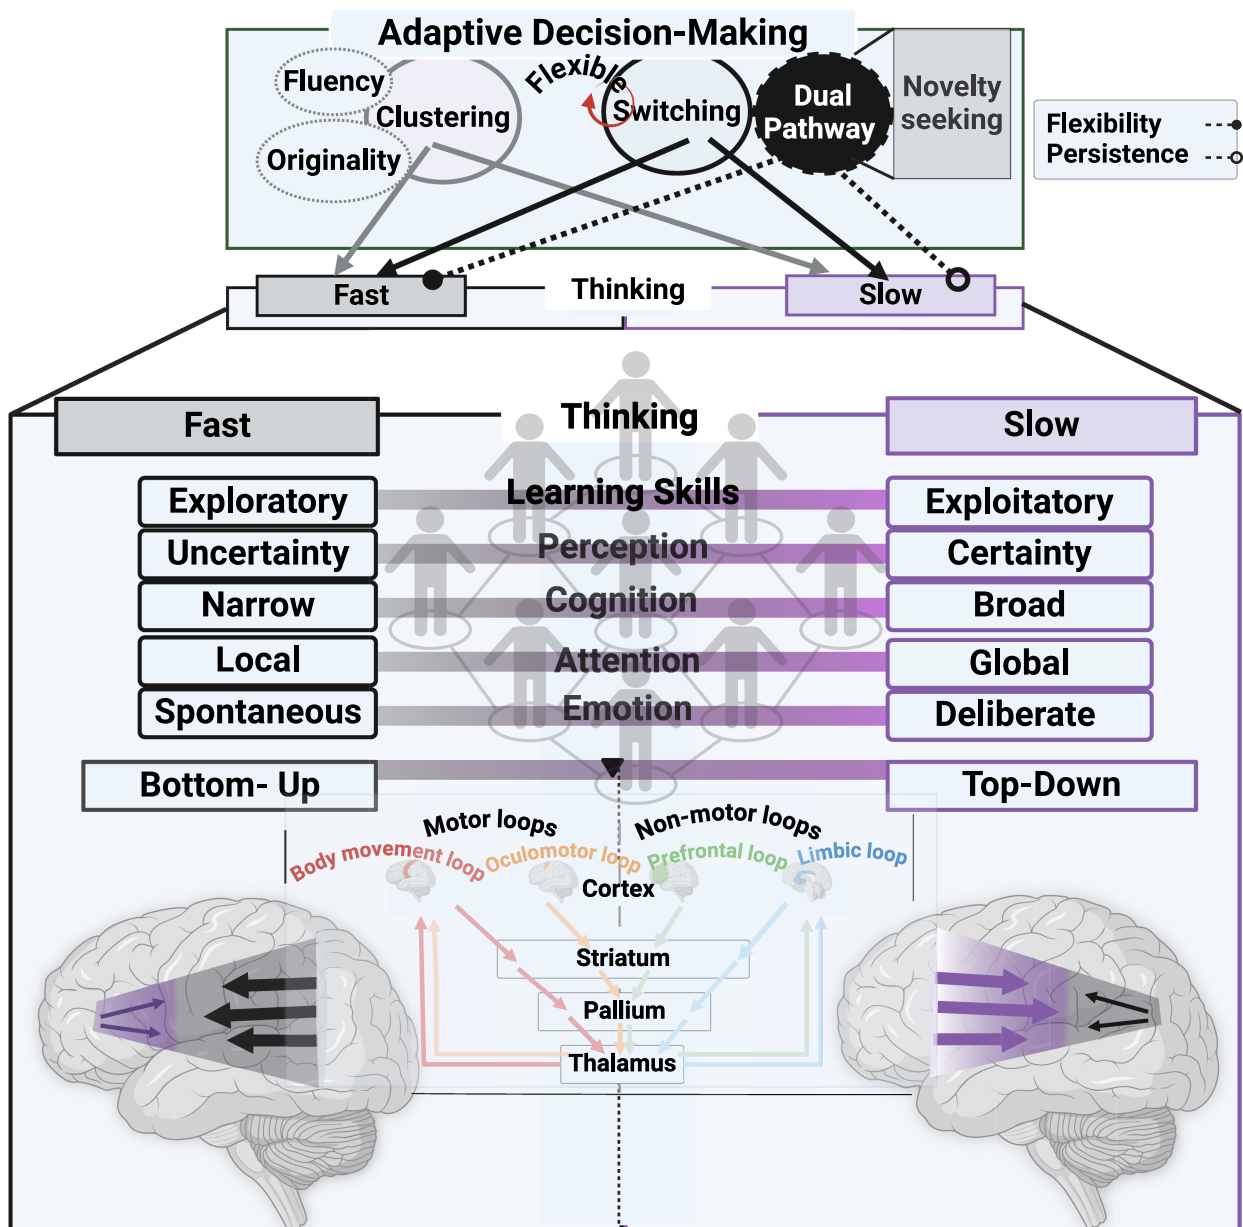 Adaptive Decision-Making
Fluency
Clustering
Originality
Flexible
Switching
Dual
Pathway
Novelty
seeking
Flexibility
Persistence
Fast
Thinking
Slow
Fast
Thinking
Slow
Exploratory
Learning Skills
Exploitatory
Uncertainty
Perception
Certainty
Narrow
Cognition
Broad
Local
Attention
Global
Spontaneous
Emotion
Deliberate
Bottom- Up
Top-Down
Motor loops
Non-motor loops
Body movement loop
Oculomotor loop
Prefrontal loop
Limbic loop
Cortex
Striatum
Pallium
Thalamus